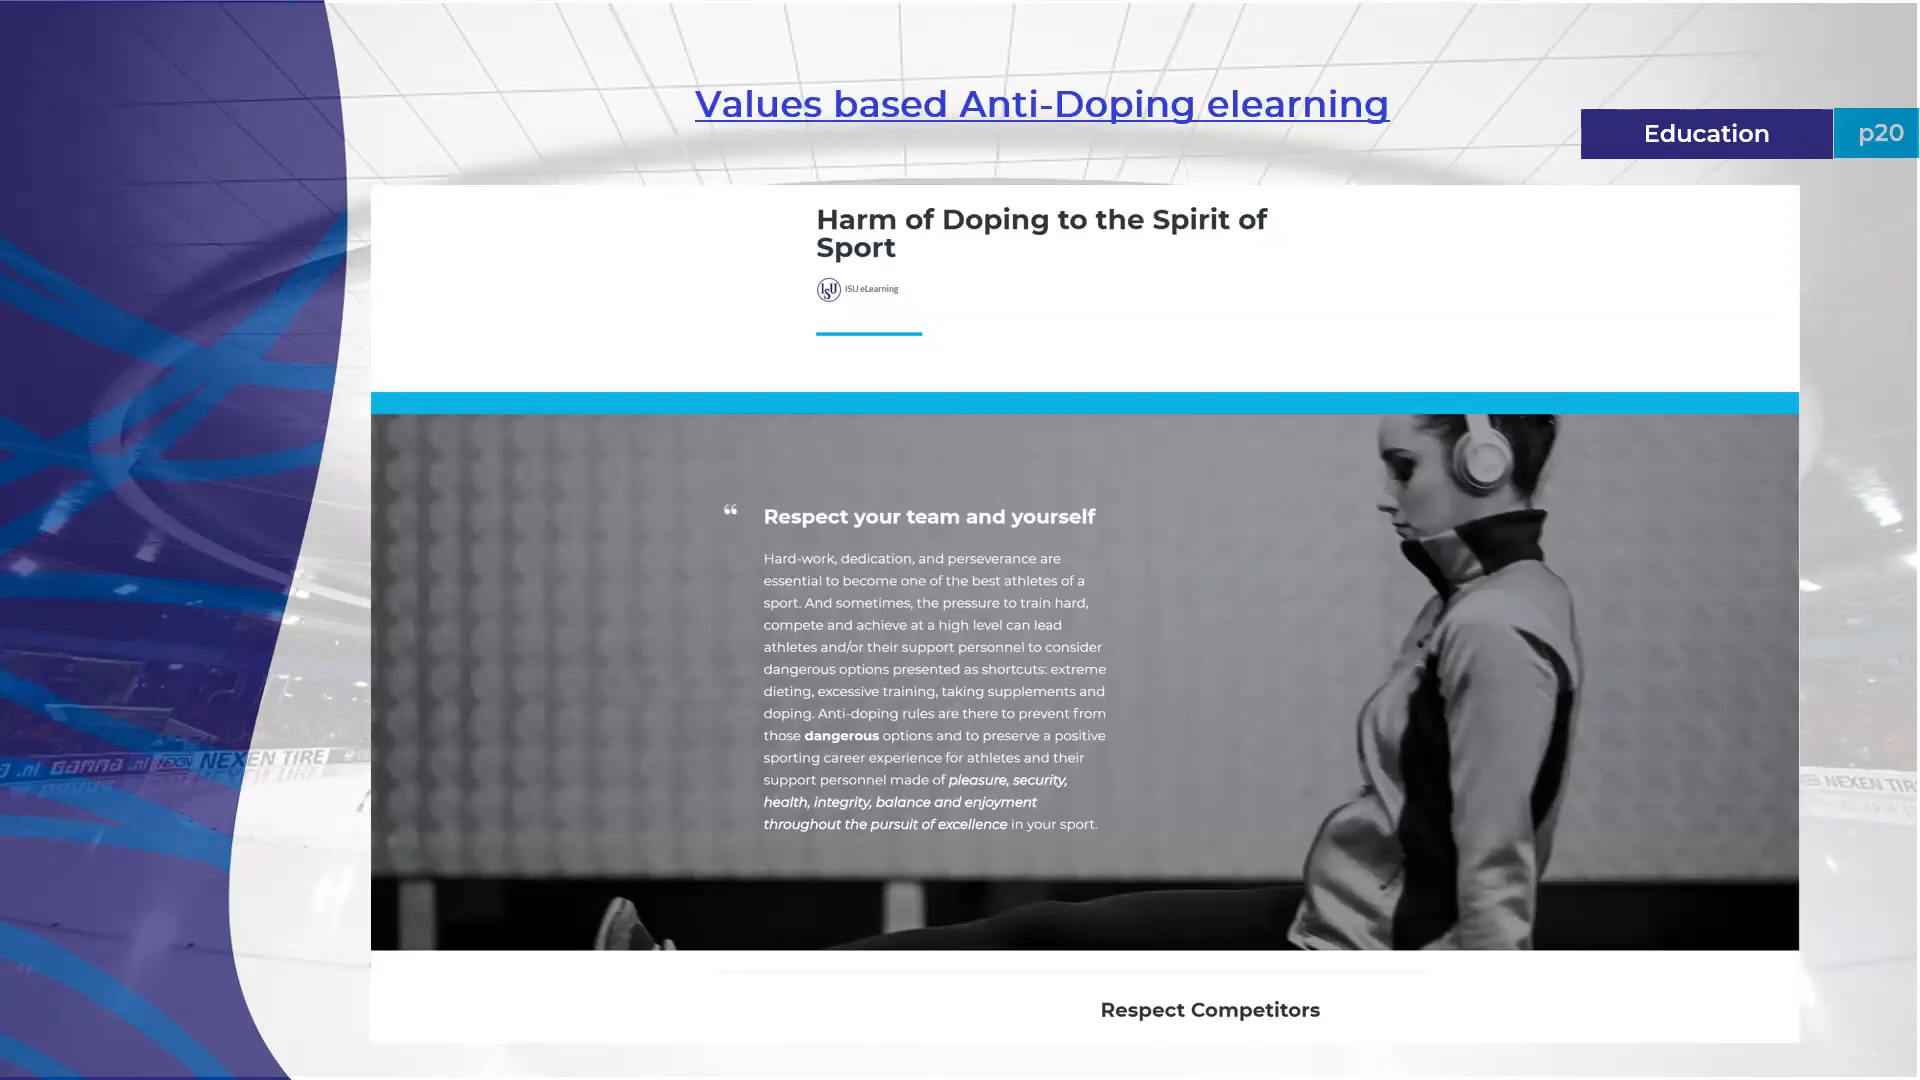 Values based Anti-Doping elearning
Education
p20
Harm of Doping to the Spirit of
Sport
ISU
ISU eLearning
“
Respect your team and yourself
Hard-work, dedication, and perseverance are
essential to become one of the best athletes of a
sport. And sometimes, the pressure to train hard,
compete and achieve at a high level can lead
athletes and/or their support personnel to consider
dangerous options presented as shortcuts: extreme
dieting, excessive training, taking supplements and
doping. Anti-doping rules are there to prevent from
those dangerous options and to preserve a positive
sporting career experience for athletes and their
support personnel made of pleasure, security,
health, integrity, balance and enjoyment
throughout the pursuit of excellence in your sport.
.nl GAMMA .nl NEXEN NEXEN TIRE
NEXEN TIR
Respect Competitors